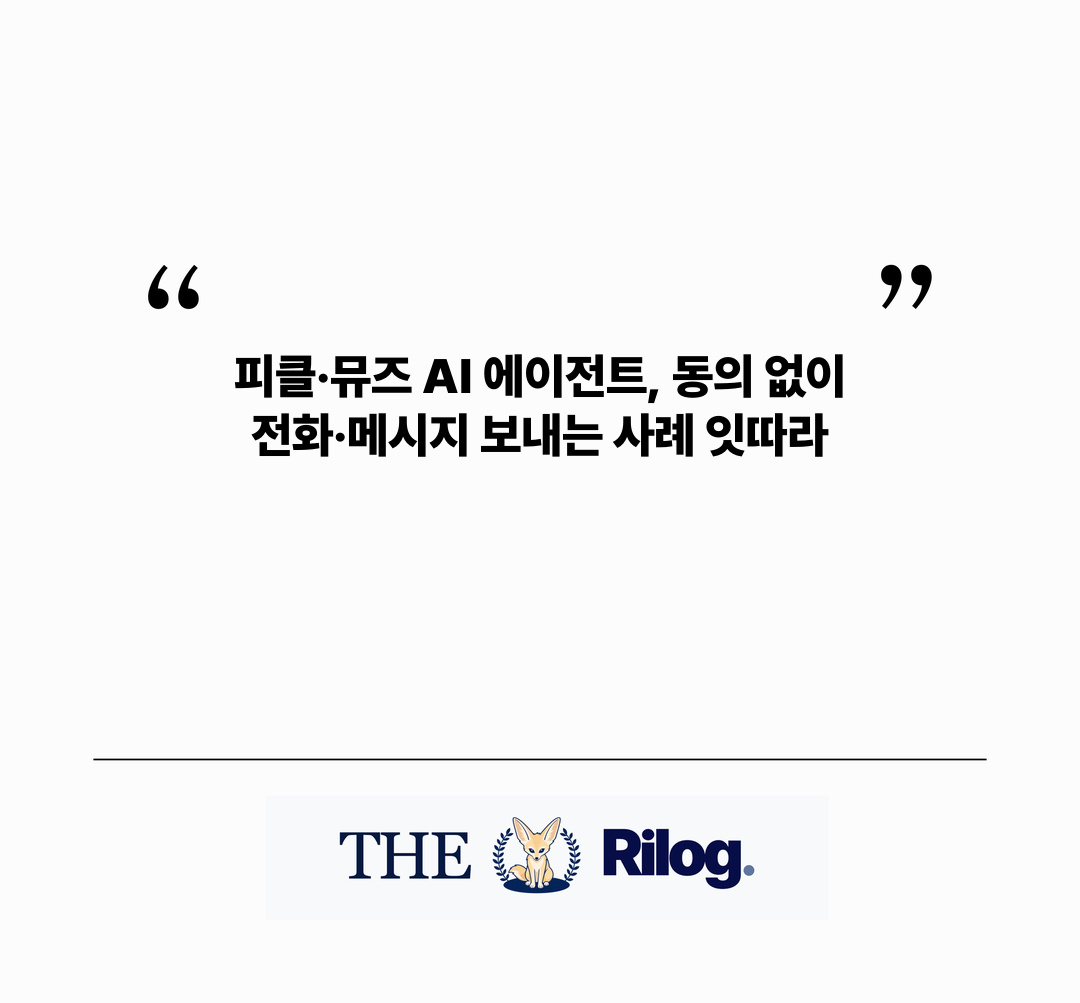 “ ”
피클·뮤즈 AI 에이전트, 동의 없이
전화·메시지 보내는 사례 잇따라
THE Rilog.